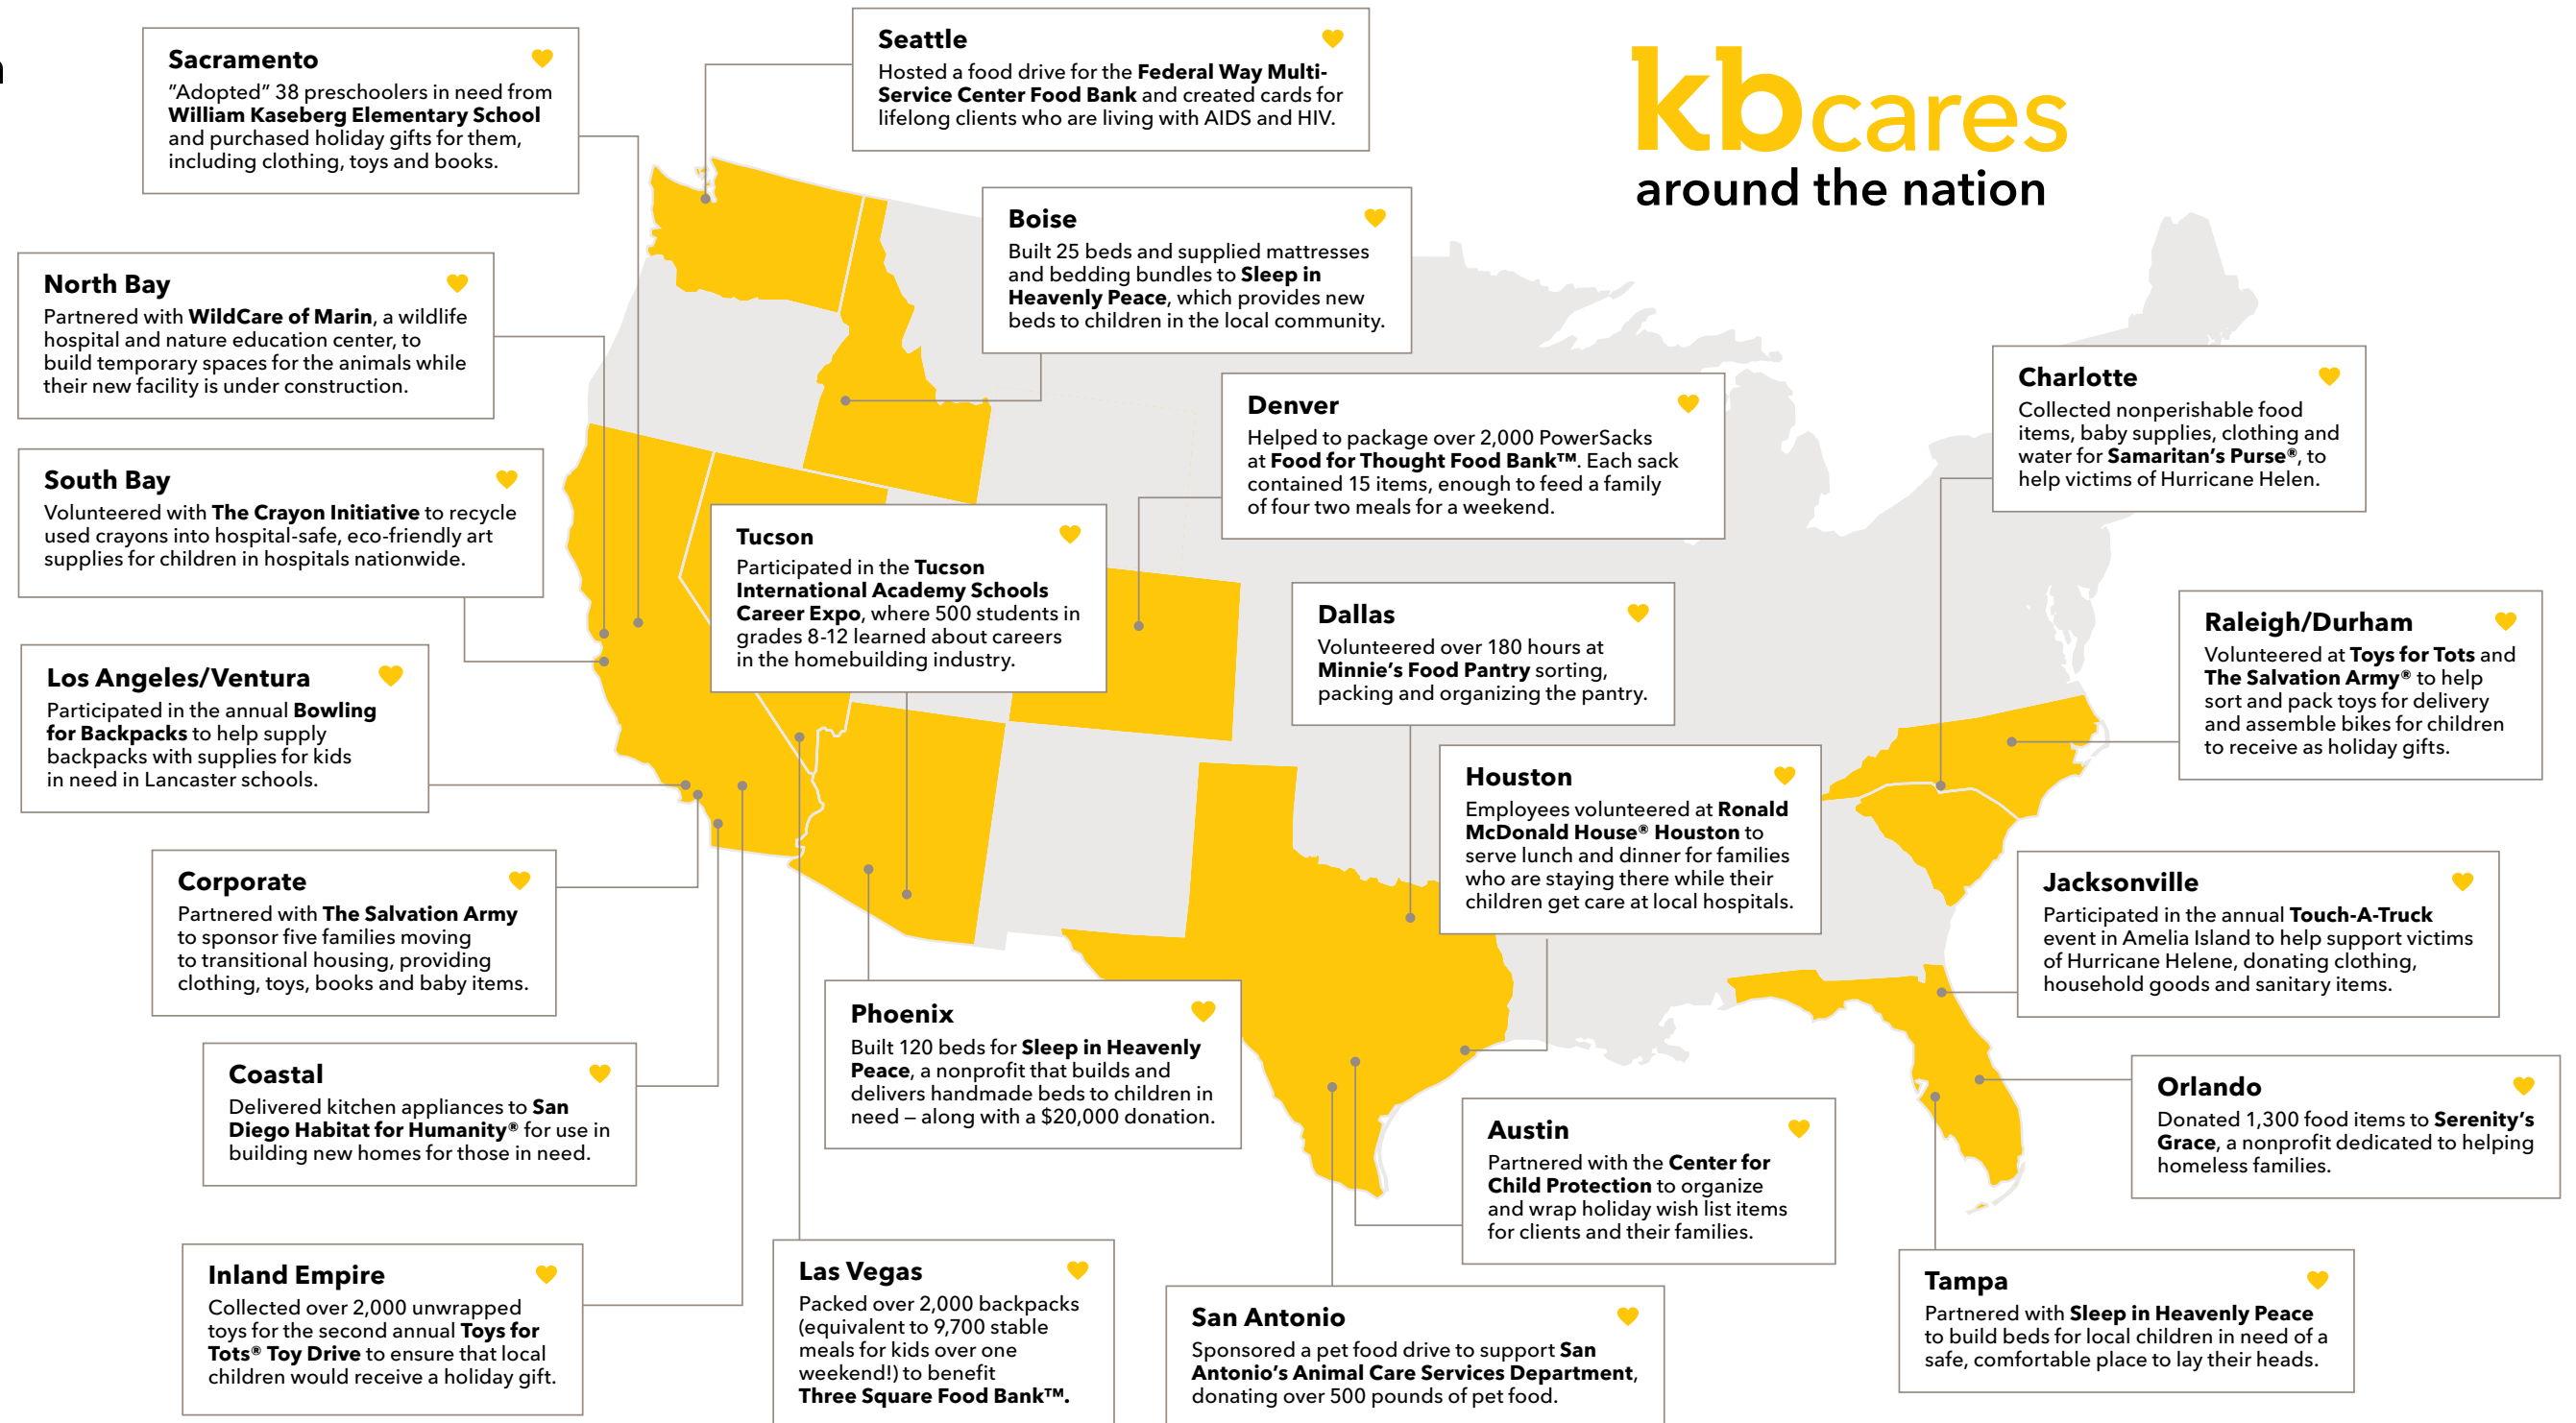 kbcares
around the nation
Sacramento
"Adopted" 38 preschoolers in need from
William Kaseberg Elementary School
and purchased holiday gifts for them,
including clothing, toys and books.
Seattle
Hosted a food drive for the Federal Way Multi-
Service Center Food Bank and created cards for
lifelong clients who are living with AIDS and HIV.
North Bay
Partnered with WildCare of Marin, a wildlife
hospital and nature education center, to
build temporary spaces for the animals while
their new facility is under construction.
Boise
Built 25 beds and supplied mattresses
and bedding bundles to Sleep in
Heavenly Peace, which provides new
beds to children in the local community.
South Bay
Volunteered with The Crayon Initiative to recycle
used crayons into hospital-safe, eco-friendly art
supplies for children in hospitals nationwide.
Denver
Helped to package over 2,000 PowerSacks
at Food for Thought Food Bank™. Each sack
contained 15 items, enough to feed a family
of four two meals for a weekend.
Charlotte
Collected nonperishable food
items, baby supplies, clothing and
water for Samaritan's Purse®, to
help victims of Hurricane Helen.
Tucson
Participated in the Tucson
International Academy Schools
Career Expo, where 500 students in
grades 8-12 learned about careers
in the homebuilding industry.
Dallas
Volunteered over 180 hours at
Minnie's Food Pantry sorting,
packing and organizing the pantry.
Raleigh/Durham
Volunteered at Toys for Tots and
The Salvation Army® to help
sort and pack toys for delivery
and assemble bikes for children
to receive as holiday gifts.
Los Angeles/Ventura
Participated in the annual Bowling
for Backpacks to help supply
backpacks with supplies for kids
in need in Lancaster schools.
Houston
Employees volunteered at Ronald
McDonald House® Houston to
serve lunch and dinner for families
who are staying there while their
children get care at local hospitals.
Corporate
Partnered with The Salvation Army
to sponsor five families moving
to transitional housing, providing
clothing, toys, books and baby items.
Jacksonville
Participated in the annual Touch-A-Truck
event in Amelia Island to help support victims
of Hurricane Helene, donating clothing,
household goods and sanitary items.
Phoenix
Built 120 beds for Sleep in Heavenly
Peace, a nonprofit that builds and
delivers handmade beds to children in
need – along with a $20,000 donation.
Coastal
Delivered kitchen appliances to San
Diego Habitat for Humanity® for use in
building new homes for those in need.
Orlando
Donated 1,300 food items to Serenity's
Grace, a nonprofit dedicated to helping
homeless families.
Austin
Partnered with the Center for
Child Protection to organize
and wrap holiday wish list items
for clients and their families.
Inland Empire
Collected over 2,000 unwrapped
toys for the second annual Toys for
Tots® Toy Drive to ensure that local
children would receive a holiday gift.
Las Vegas
Packed over 2,000 backpacks
(equivalent to 9,700 stable
meals for kids over one
weekend!) to benefit
Three Square Food Bank™.
San Antonio
Sponsored a pet food drive to support San
Antonio's Animal Care Services Department,
donating over 500 pounds of pet food.
Tampa
Partnered with Sleep in Heavenly Peace
to build beds for local children in need of a
safe, comfortable place to lay their heads.